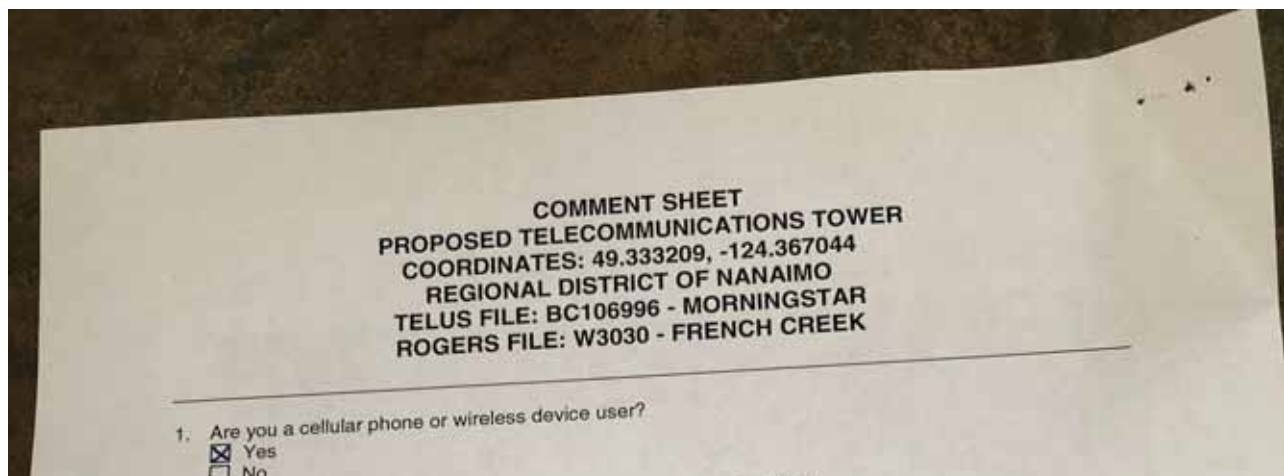 COMMENT SHEET
PROPOSED TELECOMMUNICATIONS TOWER
COORDINATES: 49.333209, -124.367044
REGIONAL DISTRICT OF NANAIMO
TELUS FILE: BC106996 - MORNINGSTAR
ROGERS FILE: W3030 - FRENCH CREEK
1. Are you a cellular phone or wireless device user?
☒ Yes
☐ No